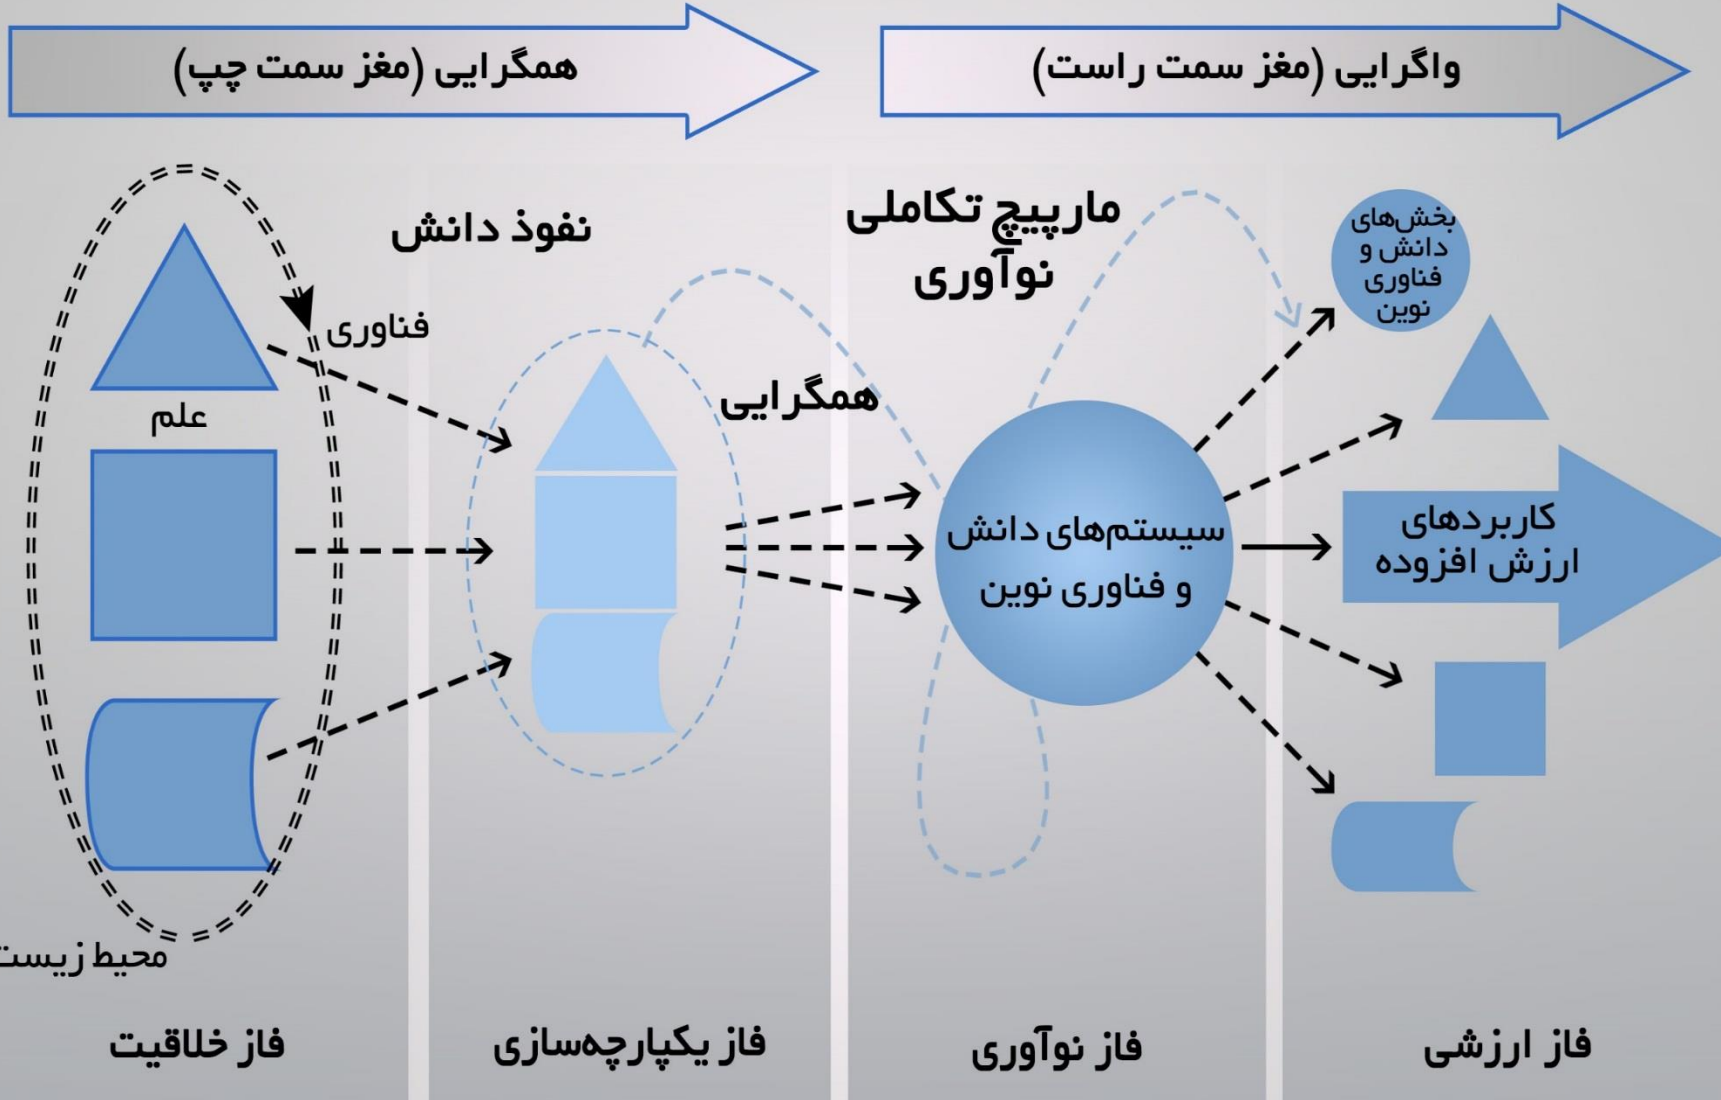 همگرایی (مغز سمت چپ)
واگرایی (مغز سمت راست)
نفوذ دانش
مارپیچ تکاملی
نوآوری
بخش‌های
دانش و
فناوری
نوین
فناوری
علم
همگرایی
سیستم‌های دانش
و فناوری نوین
کاربردهای
ارزش افزوده
محیط زیست
فاز خلاقیت
فاز یکپارچه‌سازی
فاز نوآوری
فاز ارزشی